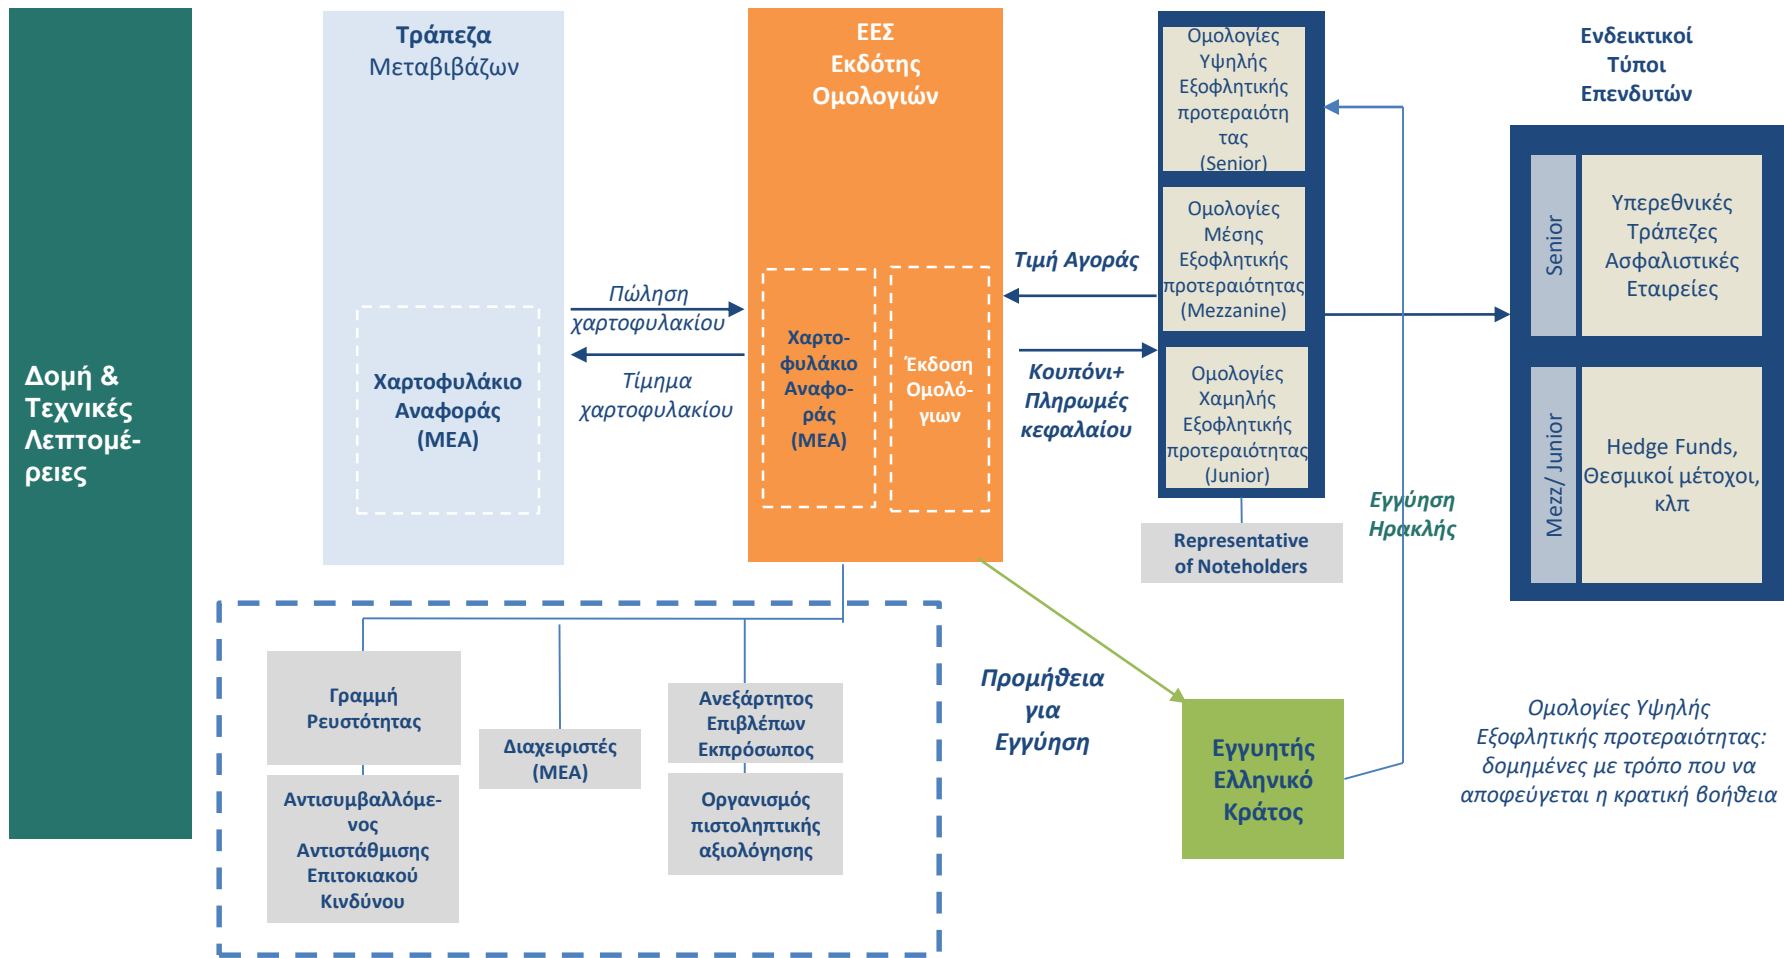 Δομή &
Τεχνικές
Λεπτομέ-
ρειες
Τράπεζα
Μεταβιβάζων
Χαρτοφυλάκιο
Αναφοράς
(ΜΕΑ)
Πώληση
χαρτοφυλακίου
Τίμημα
χαρτοφυλακίου
ΕΕΣ
Εκδότης
Ομολογιών
Χαρτο-
φυλάκιο
Αναφο-
ράς
(ΜΕΑ)
Έκδοση
Ομολό-
γιων
Τιμή Αγοράς
Κουπόνι+
Πληρωμές
κεφαλαίου
Ομολογίες
Υψηλής
Εξοφλητικής
προτεραιότη
τας
(Senior)
Ομολογίες
Μέσης
Εξοφλητικής
προτεραιότητας
(Mezzanine)
Ομολογίες
Χαμηλής
Εξοφλητικής
προτεραιότητας
(Junior)
Representative
of Noteholders
Εγγύηση
Ηρακλής
Ενδεικτικοί
Τύποι
Επενδυτών
Senior
Υπερεθνικές
Τράπεζες
Ασφαλιστικές
Εταιρείες
Mezz/ Junior
Hedge Funds,
Θεσμικοί μέτοχοι,
κλπ
Γραμμή
Ρευστότητας
Αντισυμβαλλόμε-
νος
Αντιστάθμισης
Επιτοκιακού
Κινδύνου
Διαχειριστές
(ΜΕΑ)
Ανεξάρτητος
Επιβλέπων
Εκπρόσωπος
Οργανισμός
πιστοληπτικής
αξιολόγησης
Προμήθεια
για
Εγγύηση
Εγγυητής
Ελληνικό
Κράτος
Ομολογίες Υψηλής
Εξοφλητικής προτεραιότητας:
δομημένες με τρόπο που να
αποφεύγεται η κρατική βοήθεια